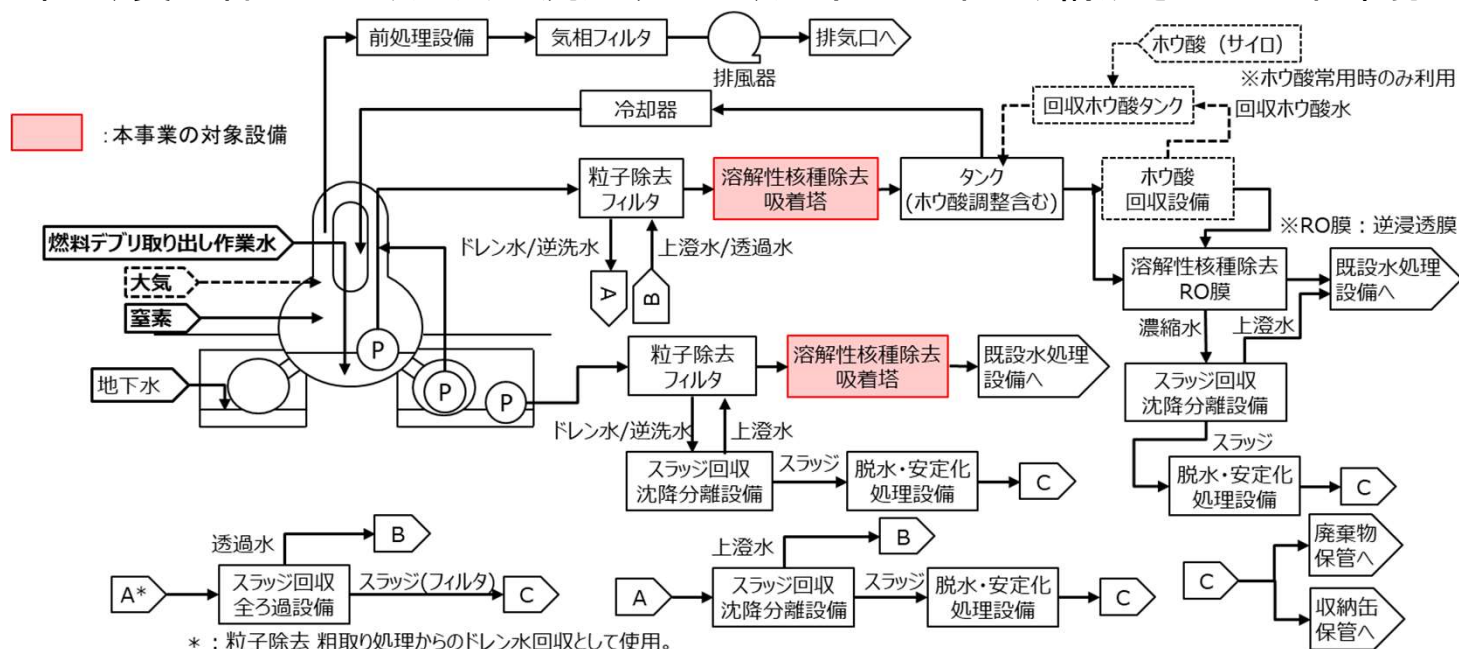 前処理設備
気相フィルタ
排気口へ
排風器
ホウ酸（サイロ）
※ホウ酸常用時のみ利用
冷却器
回収ホウ酸タンク
回収ホウ酸水
：本事業の対象設備
粒子除去
フィルタ
溶解性核種除去
吸着塔
タンク
(ホウ酸調整含む)
ホウ酸
回収設備
※RO膜：逆浸透膜
燃料デブリ取り出し作業水
大気
窒素
ドレン水/逆洗水
上澄水/透過水
A
B
溶解性核種除去
RO膜
既設水処理
設備へ
濃縮水
上澄水
P
P
P
地下水
粒子除去
フィルタ
溶解性核種除去
吸着塔
既設水処理
設備へ
スラッジ回収
沈降分離設備
ドレン水/逆洗水
上澄水
スラッジ
スラッジ回収
沈降分離設備
スラッジ
脱水・安定化
処理設備
C
脱水・安定化
処理設備
C
透過水
B
A*
スラッジ回収
全ろ過設備
スラッジ(フィルタ)
C
上澄水
B
A
スラッジ回収
沈降分離設備
スラッジ
脱水・安定化
処理設備
C
C
廃棄物
保管へ
収納缶
保管へ
*：粒子除去 粗取り処理からのドレン水回収として使用。